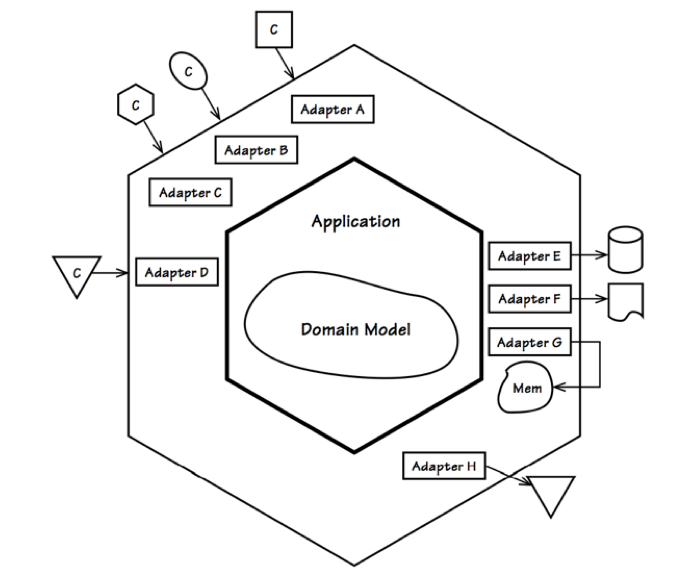 C
C
C
Adapter A
Adapter B
Adapter C
Application
C
Adapter D
Adapter E
Adapter F
Domain Model
Adapter G
Mem
Adapter H